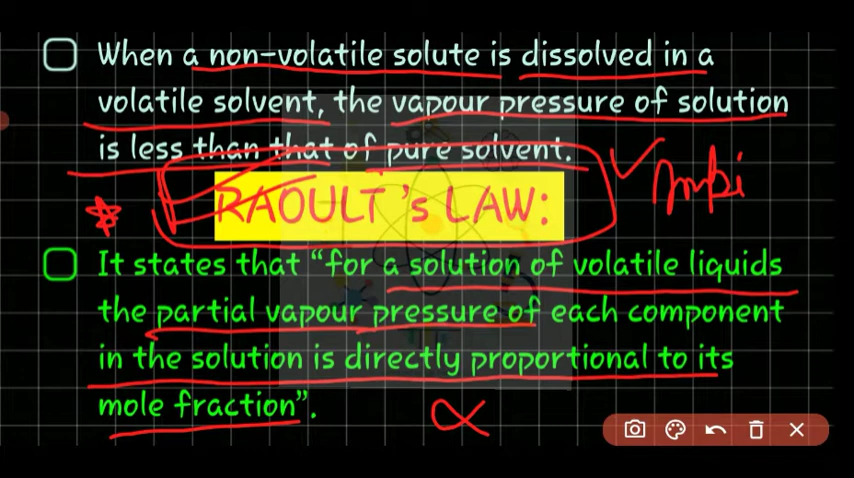 When a non-volatile solute is dissolved in a
volatile solvent, the vapour pressure of solution
is less than that of pure solvent.
RAOULT's LAW:
It states that “for a solution of volatile liquids
the partial vapour pressure of each component
in the solution is directly proportional to its
mole fraction”.
∝